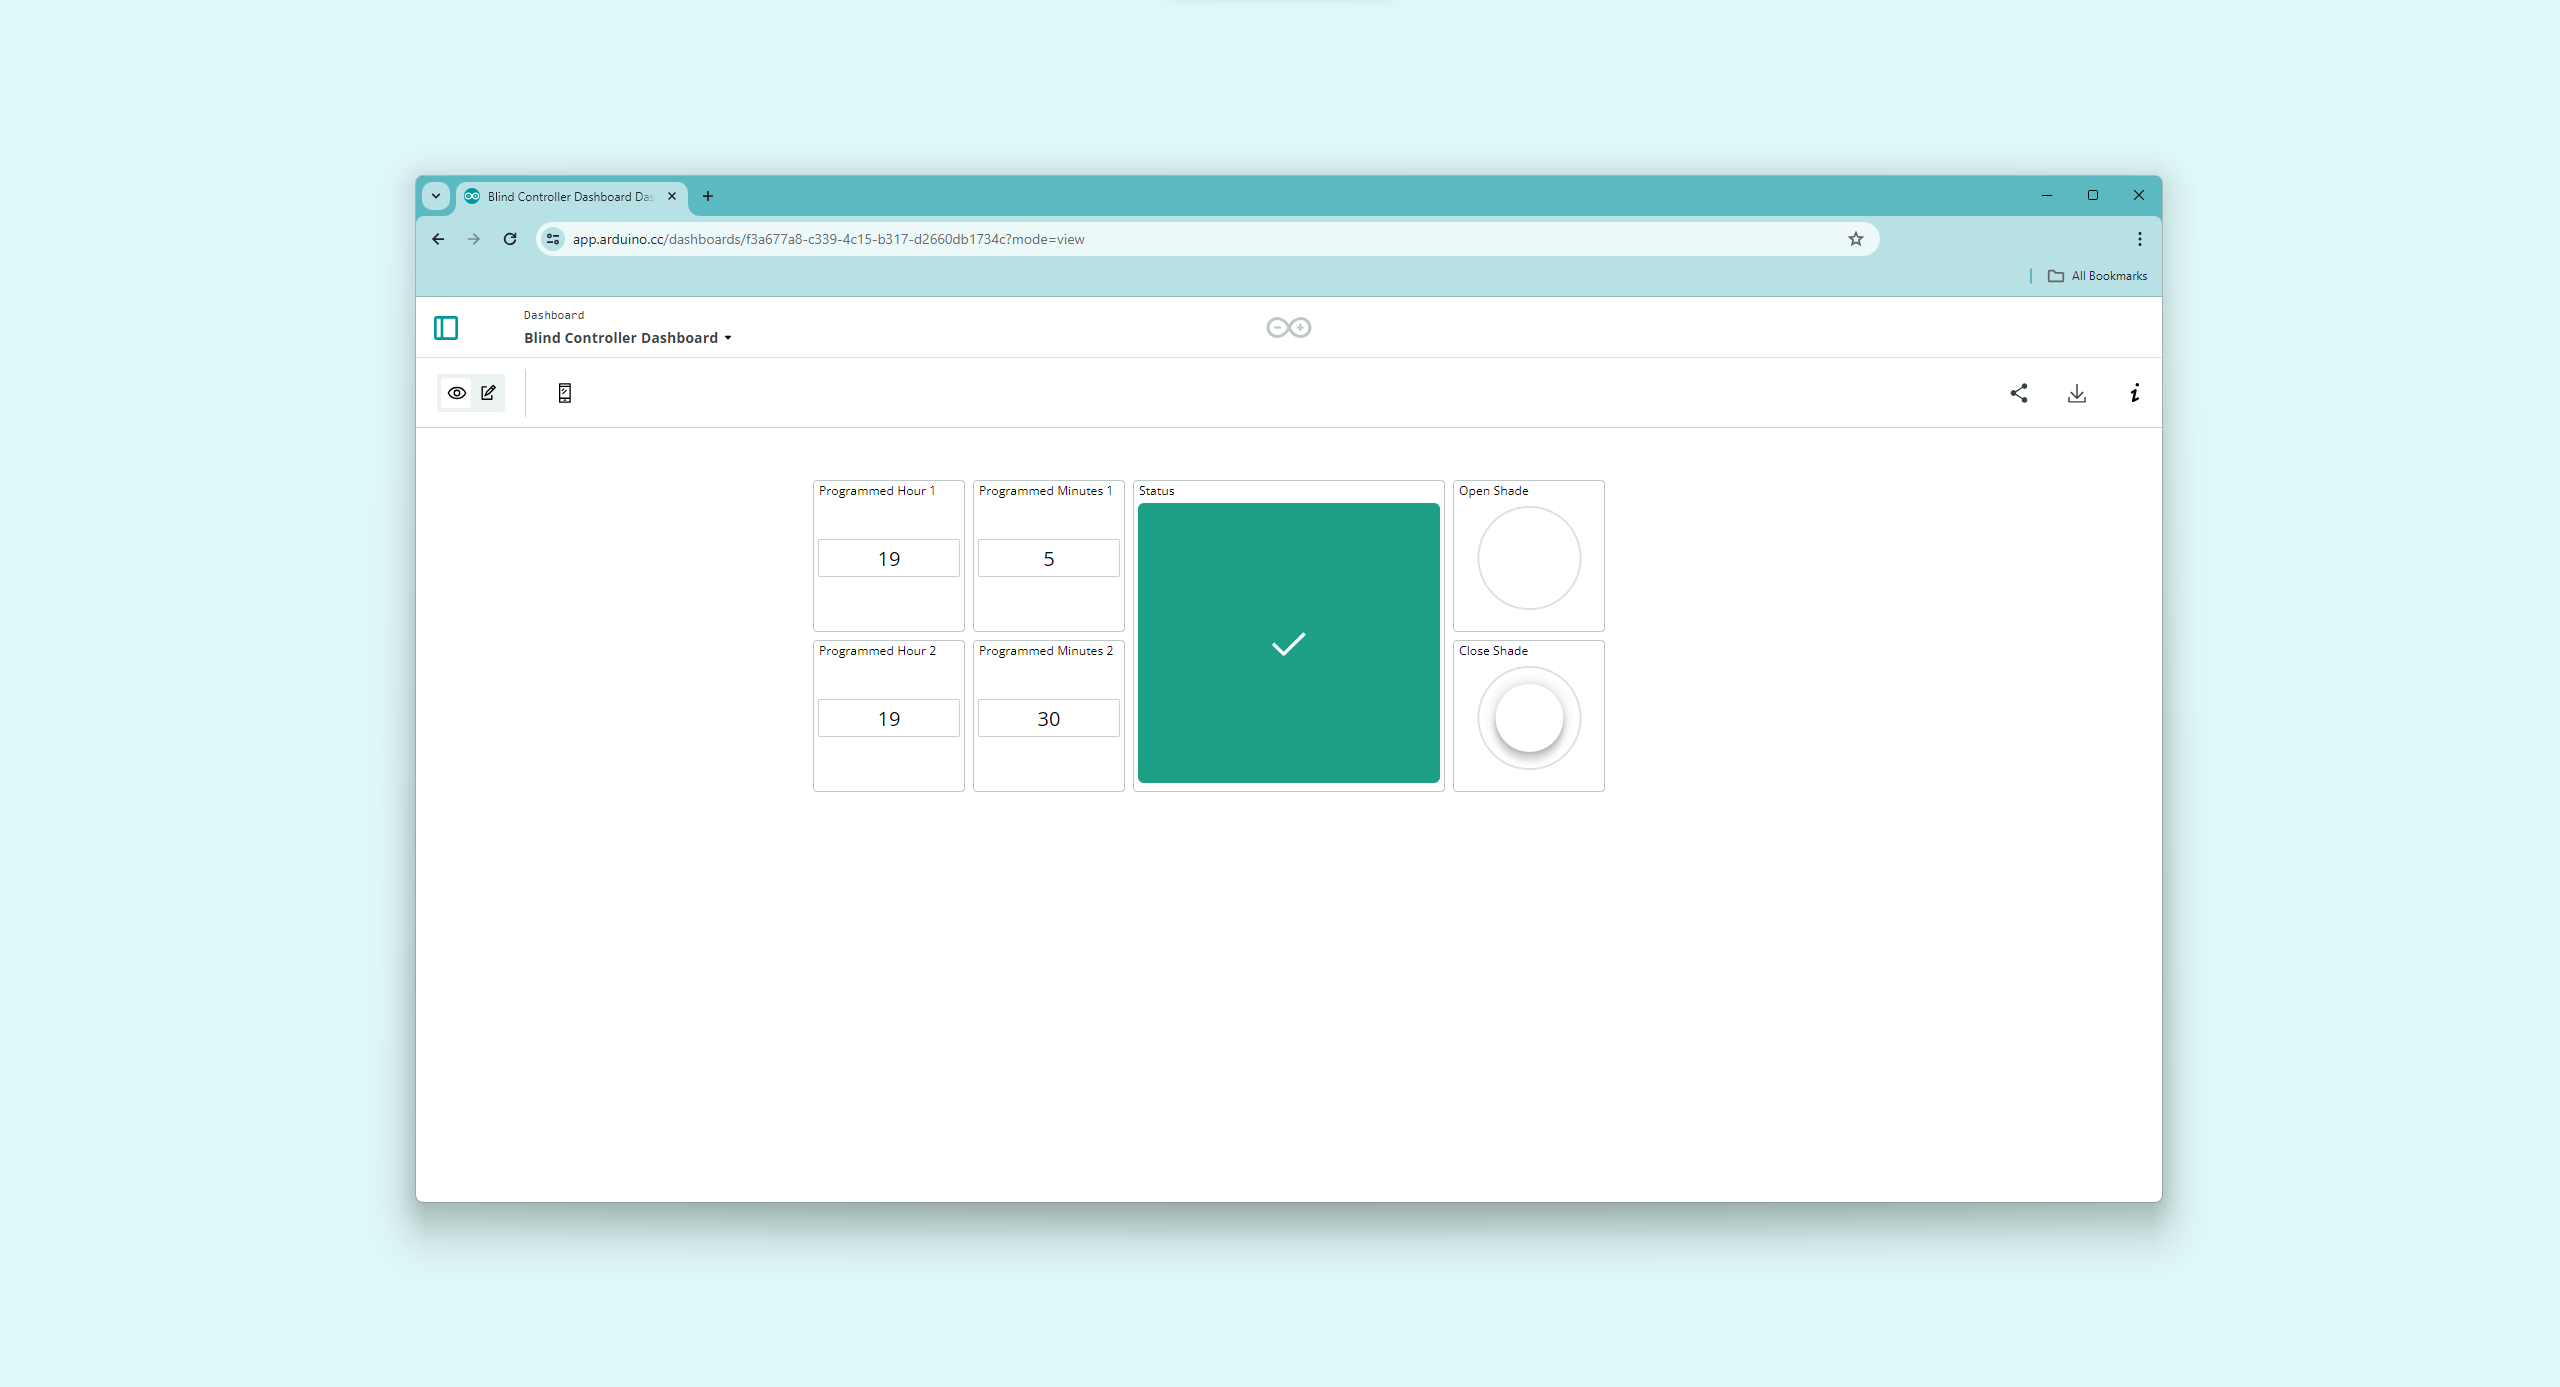 Blind Controller Dashboard Das
app.arduino.cc/dashboards/f3a677a8-c339-4c15-b317-d2660db1734c?mode=view
All Bookmarks
Dashboard
Blind Controller Dashboard
Programmed Hour 1
Programmed Minutes 1
Status
Open Shade
19
5
Programmed Hour 2
Programmed Minutes 2
Close Shade
19
30